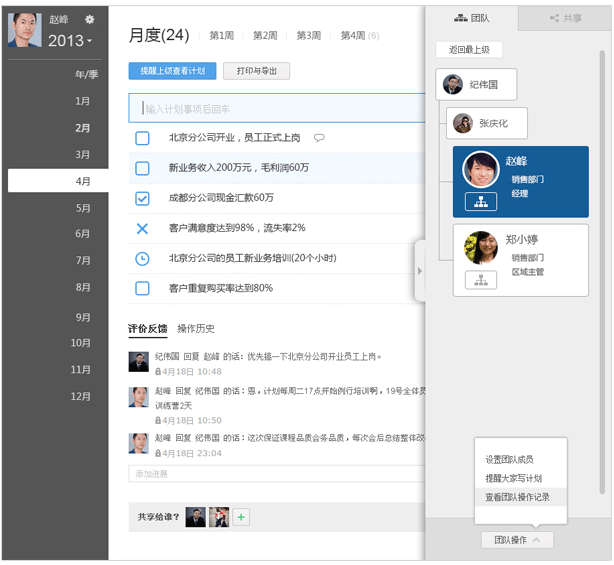 赵峰
2013
年/季
1月
2月
3月
4月
5月
6月
7月
8月
9月
10月
11月
12月
月度(24)
第1周
第2周
第3周
第4周 (6)
提醒上级查看计划
打印与导出
输入计划事项后回车
北京分公司开业，员工正式上岗
新业务收入200万元，毛利润60万
成都分公司现金汇款60万
客户满意度达到98%，流失率2%
北京分公司的员工新业务培训(20个小时)
客户重复购买率达到80%
评价反馈
操作历史
纪伟国 回复 赵峰 的话：优先搞一下北京分公司开业员工上岗。
4月18日 10:48
赵峰 回复 纪伟国 的话：恩，计划每周二17点开始例行培训啊，19号全体员
训练营2天
4月18日 10:50
赵峰 回复 纪伟国 的话：这次保证课程品质会务品质，每次会后总结整体改
4月18日 23:04
添加进展
共享给谁？
团队
共享
返回最上级
纪伟国
张庆化
赵峰
销售部门
经理
郑小婷
销售部门
区域主管
设置团队成员
提醒大家写计划
查看团队操作记录
团队操作